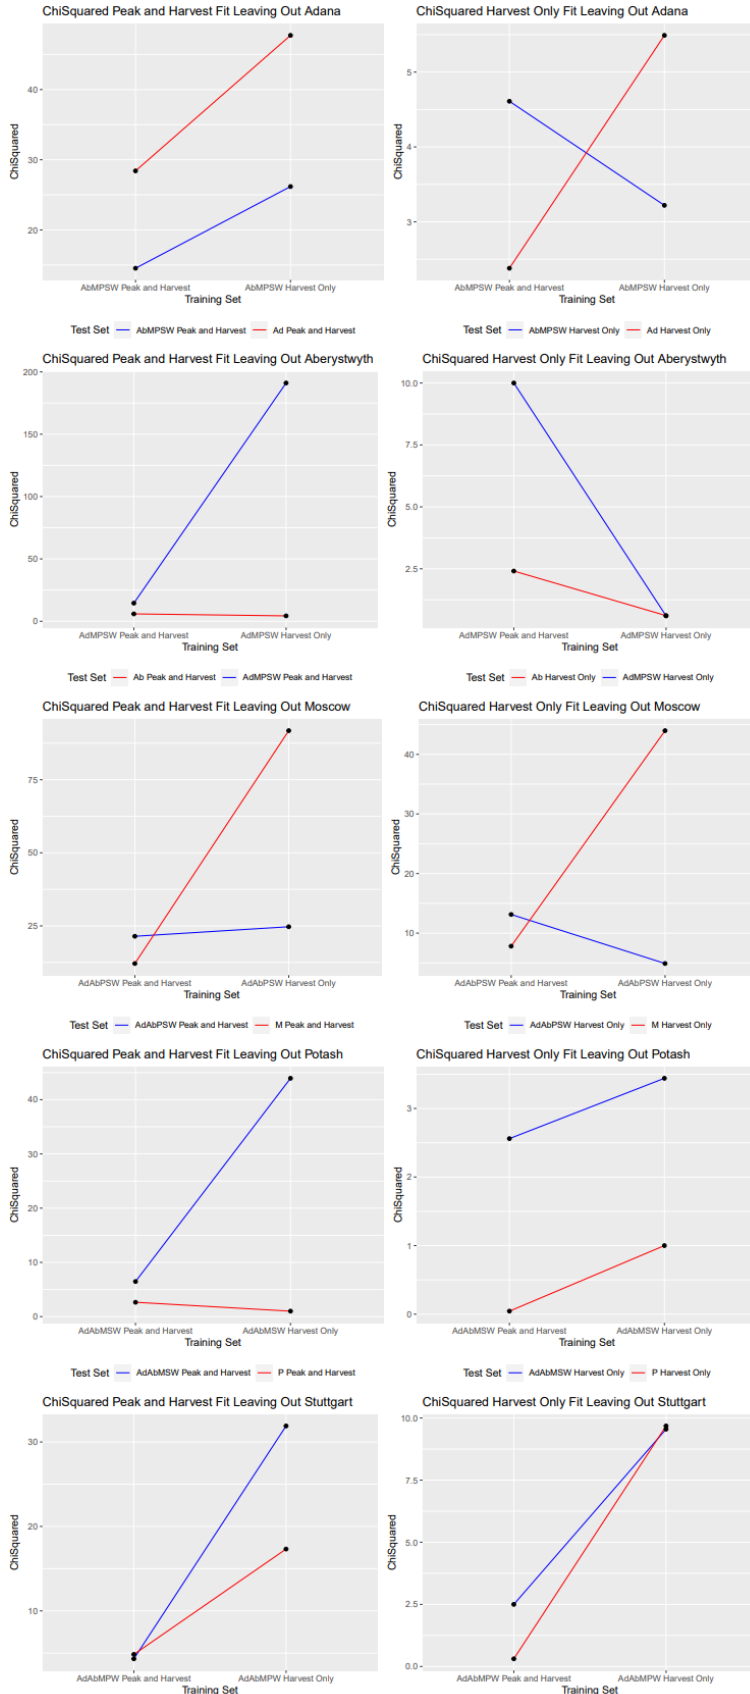 ChiSquared Peak and Harvest Fit Leaving Out Adana
40
30
20
ChiSquared
AbMPSW Peak and Harvest
AbMPSW Harvest Only
Training Set
Test Set
AbMPSW Peak and Harvest
Ad Peak and Harvest
ChiSquared Harvest Only Fit Leaving Out Adana
5
4
3
ChiSquared
AbMPSW Peak and Harvest
AbMPSW Harvest Only
Training Set
Test Set
AbMPSW Harvest Only
Ad Harvest Only
ChiSquared Peak and Harvest Fit Leaving Out Aberystwyth
200
150
100
50
0
ChiSquared
AdMPSW Peak and Harvest
AdMPSW Harvest Only
Training Set
Test Set
Ab Peak and Harvest
AdMPSW Peak and Harvest
ChiSquared Harvest Only Fit Leaving Out Aberystwyth
10.0
7.5
5.0
2.5
ChiSquared
AdMPSW Peak and Harvest
AdMPSW Harvest Only
Training Set
Test Set
Ab Harvest Only
AdMPSW Harvest Only
ChiSquared Peak and Harvest Fit Leaving Out Moscow
75
50
25
ChiSquared
AdAbPSW Peak and Harvest
AdAbPSW Harvest Only
Training Set
Test Set
AdAbPSW Peak and Harvest
M Peak and Harvest
ChiSquared Harvest Only Fit Leaving Out Moscow
40
30
20
10
ChiSquared
AdAbPSW Peak and Harvest
AdAbPSW Harvest Only
Training Set
Test Set
AdAbPSW Harvest Only
M Harvest Only
ChiSquared Peak and Harvest Fit Leaving Out Potash
40
30
20
10
0
ChiSquared
AdAbMSW Peak and Harvest
AdAbMSW Harvest Only
Training Set
Test Set
AdAbMSW Peak and Harvest
P Peak and Harvest
ChiSquared Harvest Only Fit Leaving Out Potash
3
2
1
0
ChiSquared
AdAbMSW Peak and Harvest
AdAbMSW Harvest Only
Training Set
Test Set
AdAbMSW Harvest Only
P Harvest Only
ChiSquared Peak and Harvest Fit Leaving Out Stuttgart
30
20
10
ChiSquared
AdAbMPW Peak and Harvest
AdAbMPW Harvest Only
Training Set
ChiSquared Harvest Only Fit Leaving Out Stuttgart
10.0
7.5
5.0
2.5
0.0
ChiSquared
AdAbMPW Peak and Harvest
AdAbMPW Harvest Only
Training Set